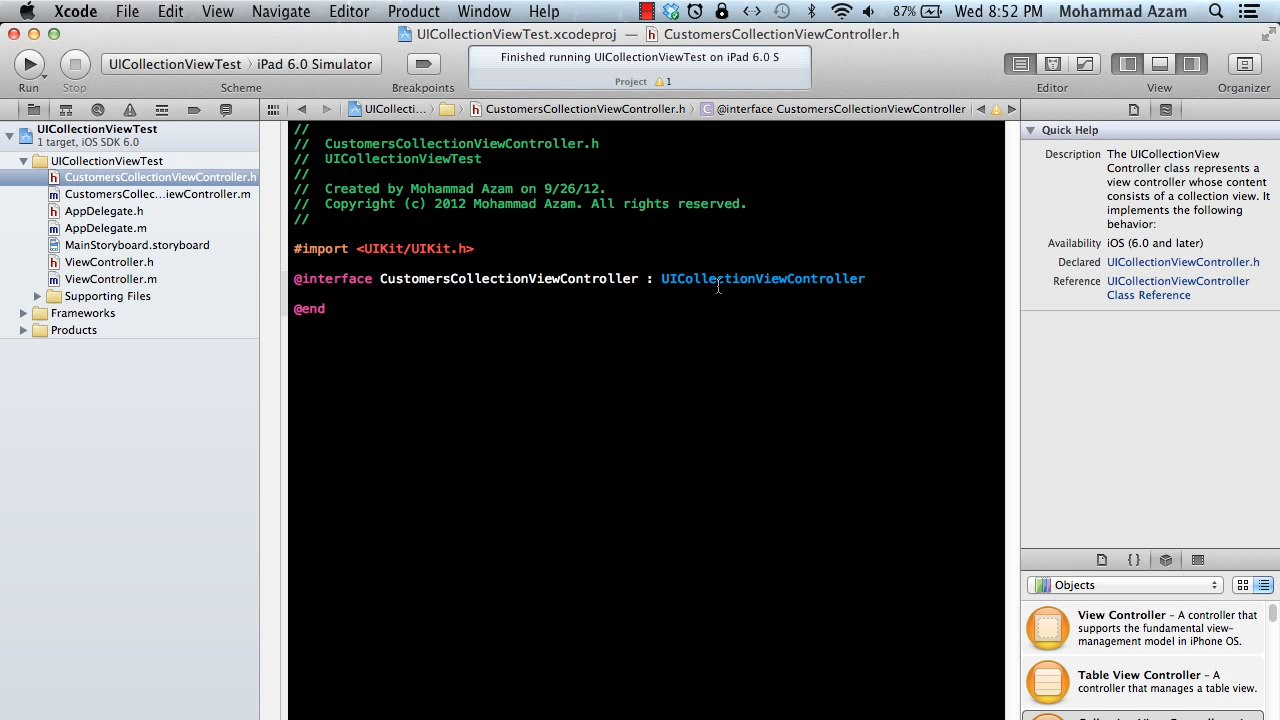 Xcode File Edit View Navigate Editor Product Window Help 87% Wed 8:52 PM Mohammad Azam
UICollectionViewTest.xcodeproj — CustomersCollectionViewController.h
UICollectionViewTest iPad 6.0 Simulator
Finished running UICollectionViewTest on iPad 6.0 S
Project 1
Run Stop Scheme Breakpoints Editor View Organizer
UICollecti... CustomersCollectionViewController.h @interface CustomersCollectionViewController
UICollectionViewTest
1 target, iOS SDK 6.0
UICollectionViewTest
CustomersCollectionViewController.h
CustomersCollec...iewController.m
AppDelegate.h
AppDelegate.m
MainStoryboard.storyboard
ViewController.h
ViewController.m
Supporting Files
Frameworks
Products
//
// CustomersCollectionViewController.h
// UICollectionViewTest
//
// Created by Mohammad Azam on 9/26/12.
// Copyright (c) 2012 Mohammad Azam. All rights reserved.
//
#import <UIKit/UIKit.h>
@interface CustomersCollectionViewController : UICollectionViewController
@end
Quick Help
Description The UICollectionView
Controller class represents a
view controller whose content
consists of a collection view. It
implements the following
behavior:
Availability iOS (6.0 and later)
Declared UICollectionViewController.h
Reference UICollectionViewController
Class Reference
{}
Objects
View Controller – A controller that
supports the fundamental view-
management model in iPhone OS.
Table View Controller – A
controller that manages a table view.